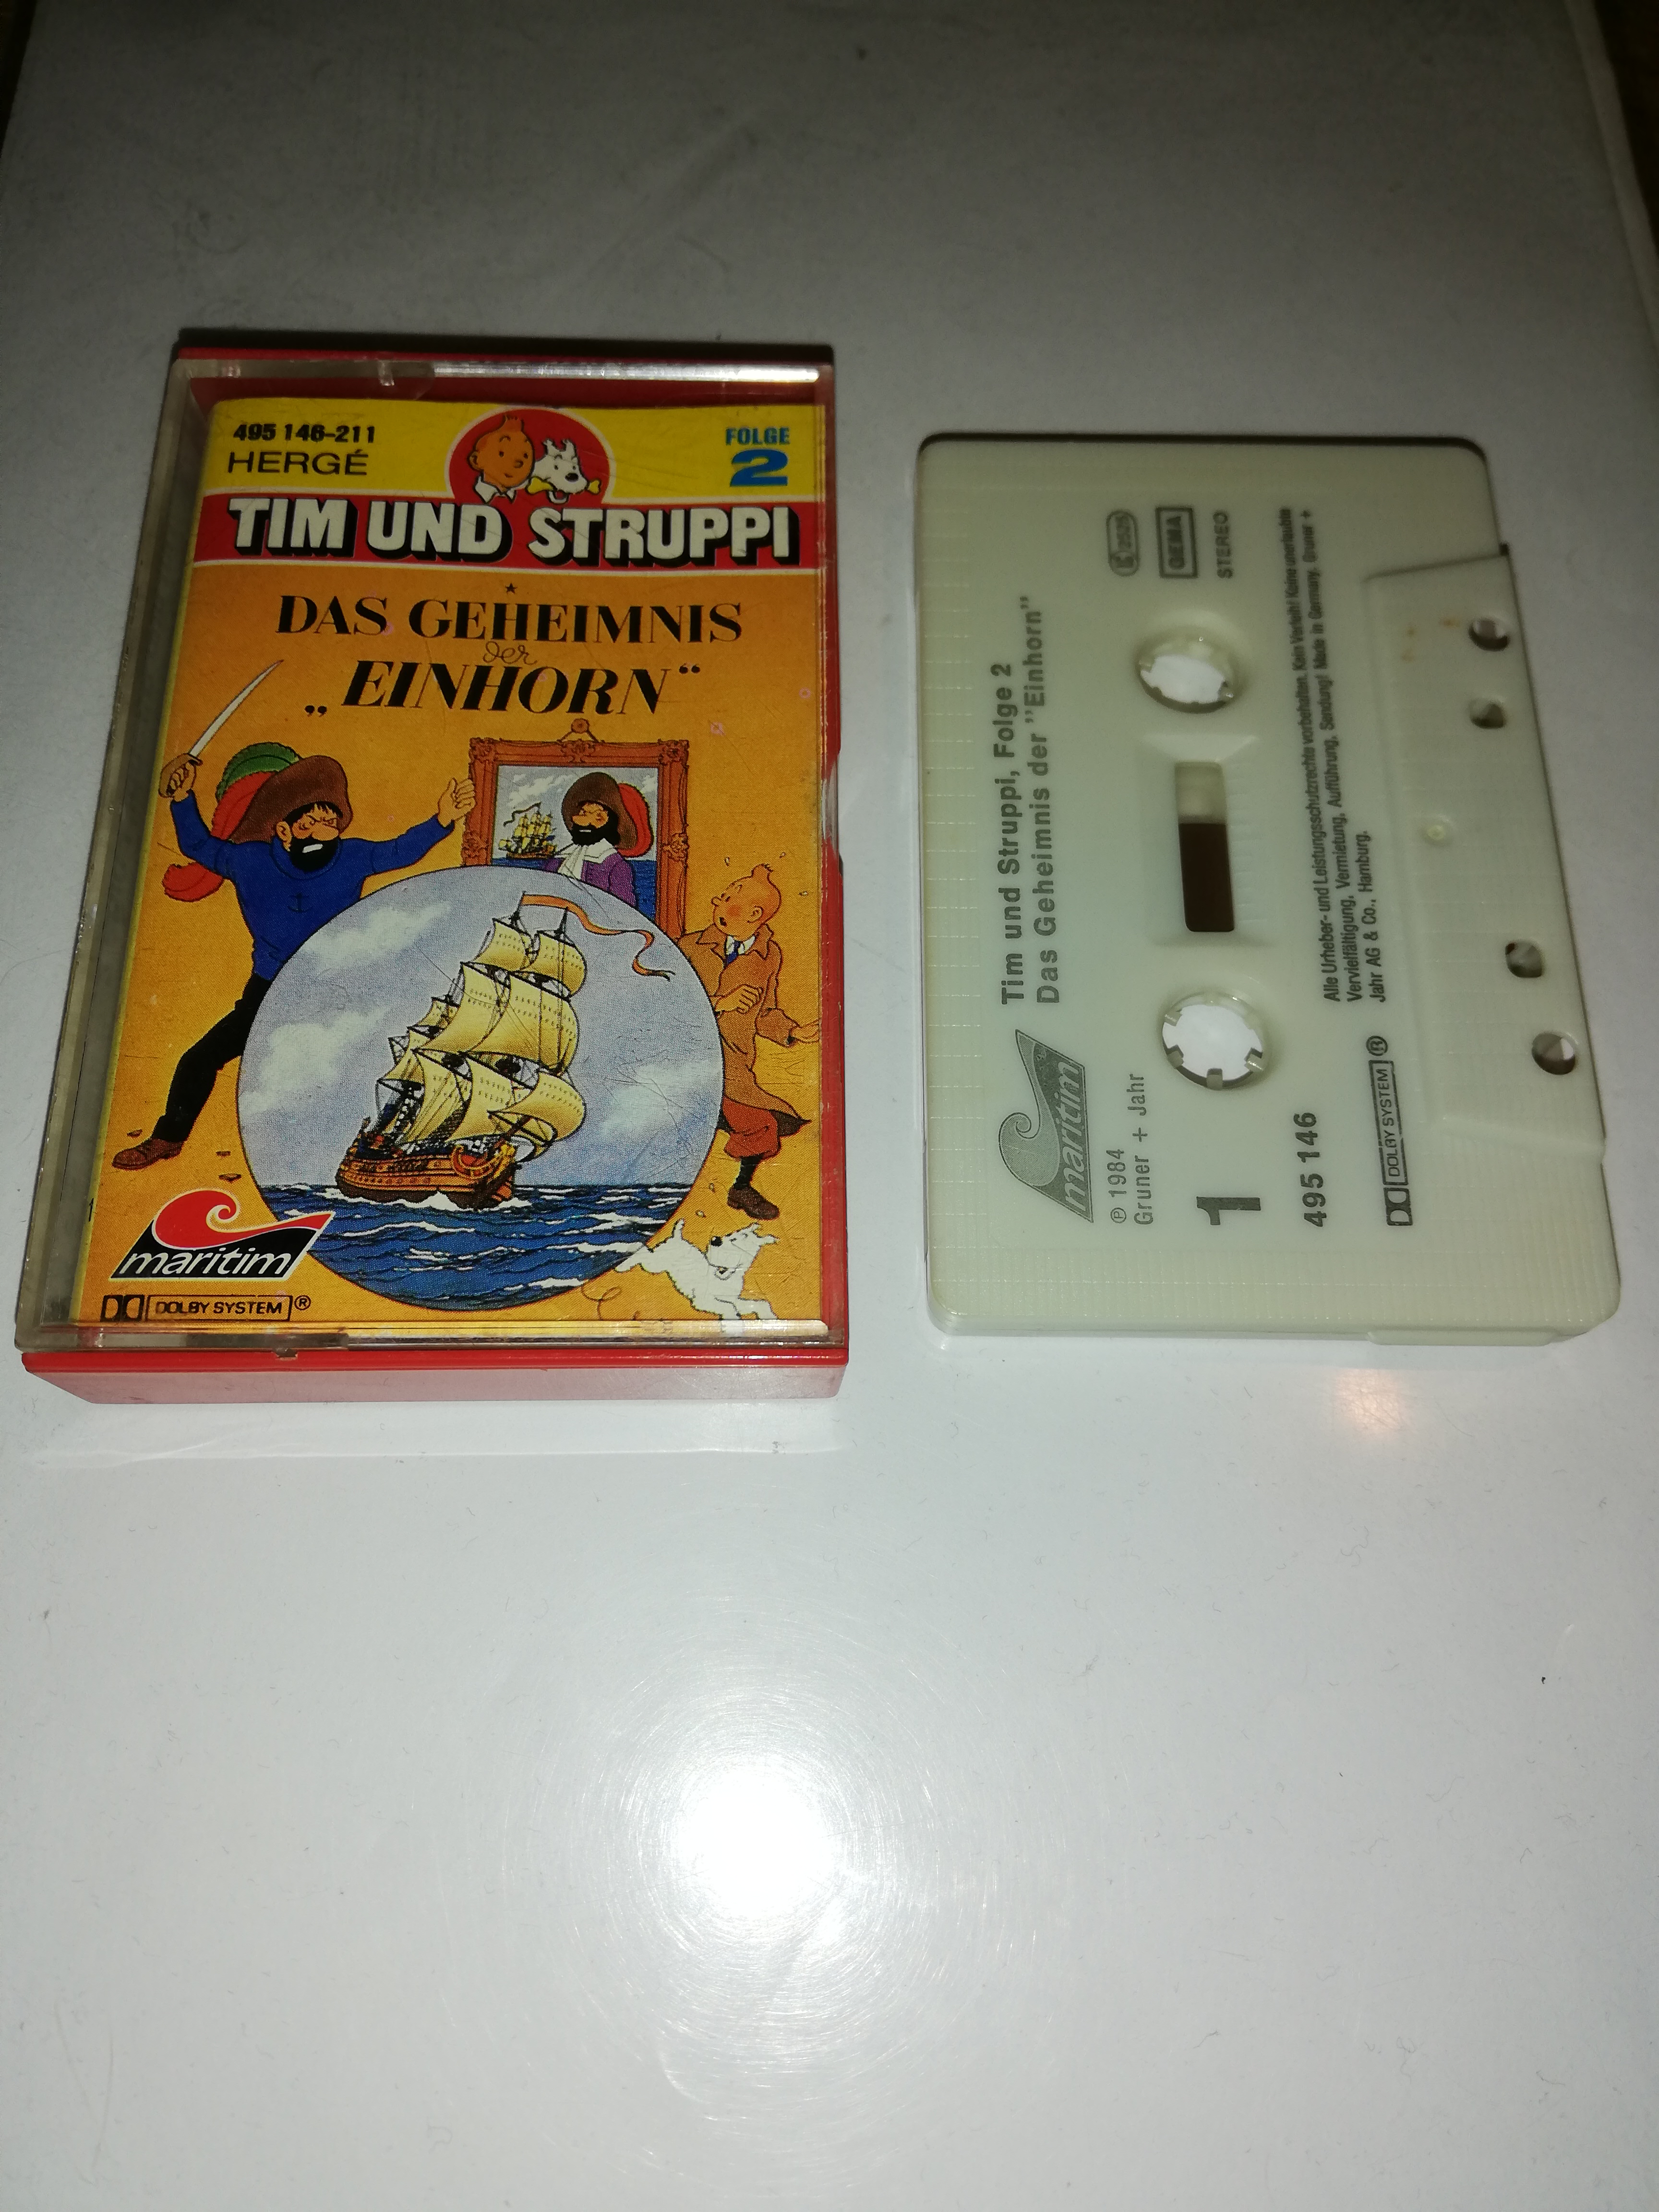 495 146-211
HERGÉ
FOLGE
2
TIM UND STRUPPI
DAS GEHEIMNIS
der
„EINHORN“
maritim
DOLBY SYSTEM ®
maritim
Tim und Struppi, Folge 2
Das Geheimnis der "Einhorn"
℗ 1984
Gruner + Jahr
1
GEMA
STEREO
495 146
Alle Urheber- und Leistungsschutzrechte vorbehalten. Kein Verleih! Keine unerlaubte
Vervielfältigung, Vermietung, Aufführung, Sendung! Made in Germany. Gruner +
Jahr AG & Co., Hamburg.
DOLBY SYSTEM ®